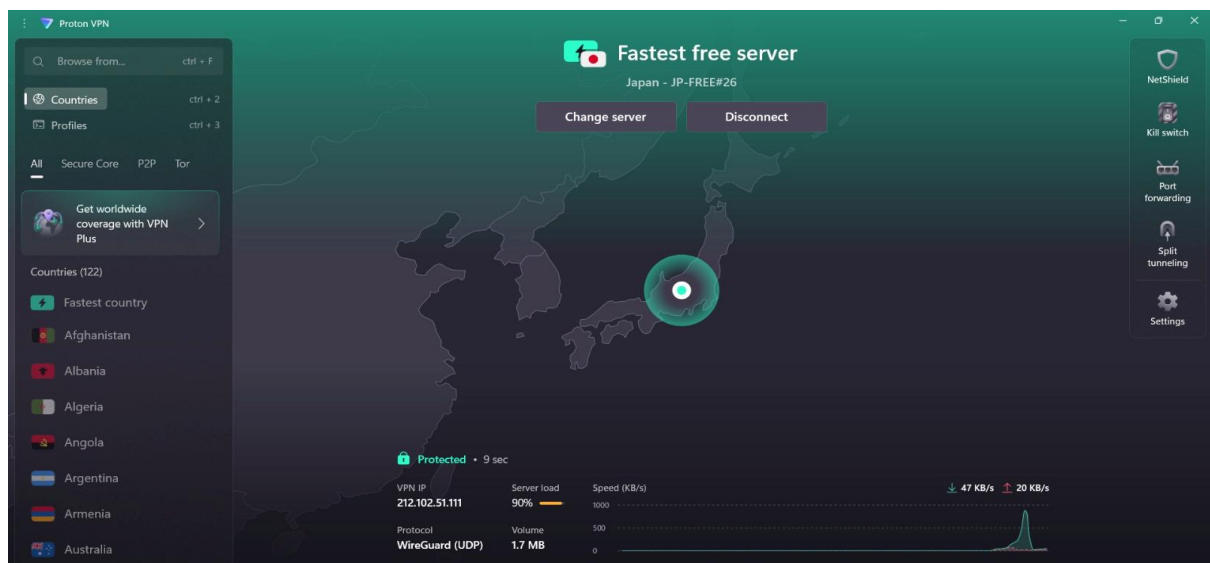 Proton VPN
Browse from... ctrl + F
Countries ctrl + 2
Profiles ctrl + 3
All Secure Core P2P Tor
Get worldwide
coverage with VPN
Plus
Countries (122)
Fastest country
Afghanistan
Albania
Algeria
Angola
Argentina
Armenia
Australia
Fastest free server
Japan - JP-FREE#26
Change server Disconnect
Protected • 9 sec
VPN IP Server load Speed (KB/s) 47 KB/s 20 KB/s
212.102.51.111 90% 1000
500
Protocol Volume
WireGuard (UDP) 1.7 MB 0
NetShield
Kill switch
Port
forwarding
Split
tunneling
Settings